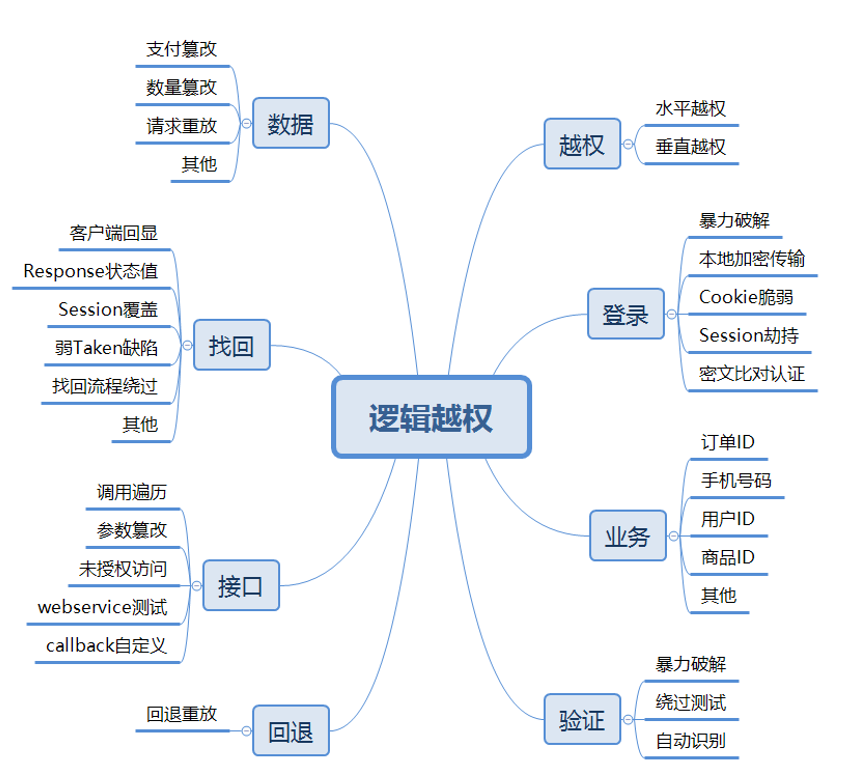 逻辑越权
数据
支付篡改
数量篡改
请求重放
其他
找回
客户端回显
Response状态值
Session覆盖
弱Taken缺陷
找回流程绕过
其他
接口
调用遍历
参数篡改
未授权访问
webservice测试
callback自定义
回退
回退重放
越权
水平越权
垂直越权
登录
暴力破解
本地加密传输
Cookie脆弱
Session劫持
密文比对认证
业务
订单ID
手机号码
用户ID
商品ID
其他
验证
暴力破解
绕过测试
自动识别